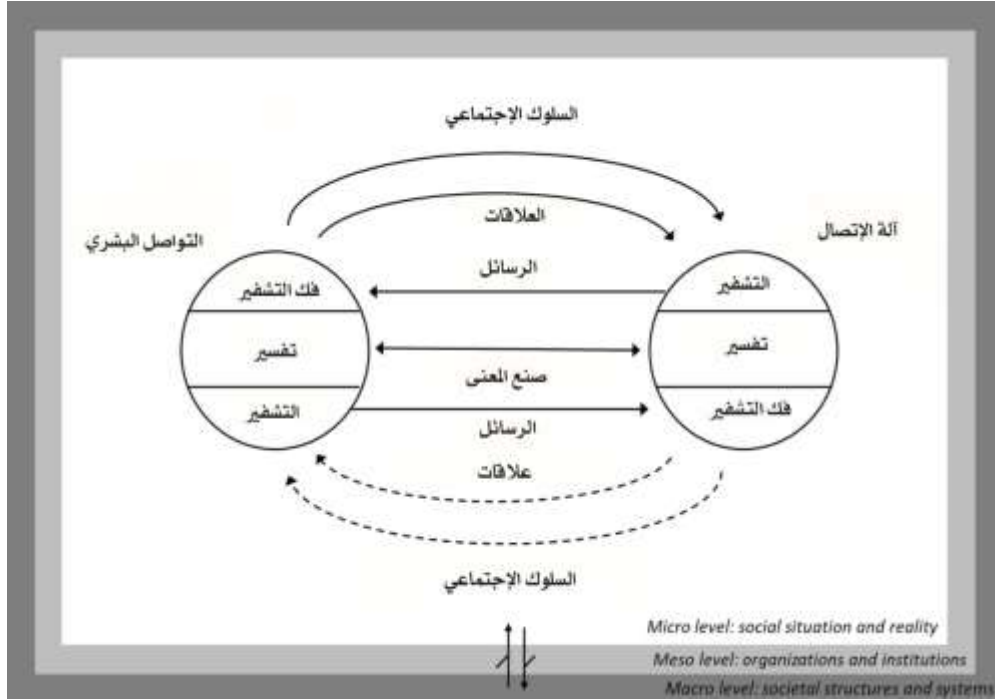 السلوك الإجتماعي
العلاقات
التواصل البشري
آلة الإتصال
الرسائل
فك التشفير
التشفير
تفسير
تفسير
صنع المعنى
التشفير
فك التشفير
الرسائل
علاقات
السلوك الإجتماعي
Micro level: social situation and reality
Meso level: organizations and institutions
Macro level: societal structures and systems